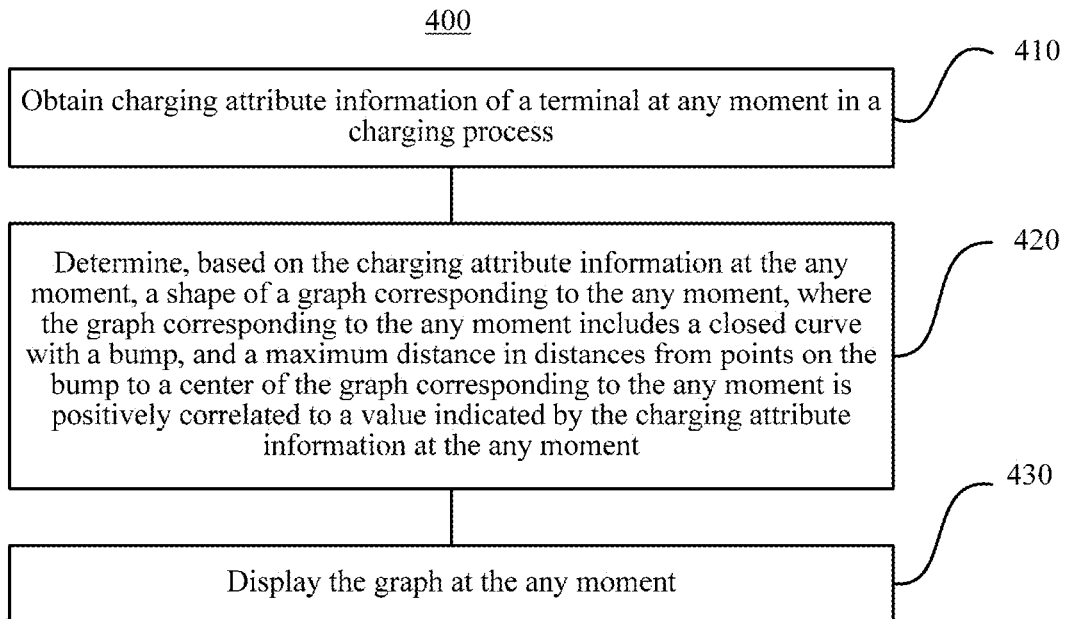 400
410
Obtain charging attribute information of a terminal at any moment in a
charging process
420
Determine, based on the charging attribute information at the any
moment, a shape of a graph corresponding to the any moment, where
the graph corresponding to the any moment includes a closed curve
with a bump, and a maximum distance in distances from points on the
bump to a center of the graph corresponding to the any moment is
positively correlated to a value indicated by the charging attribute
information at the any moment
430
Display the graph at the any moment